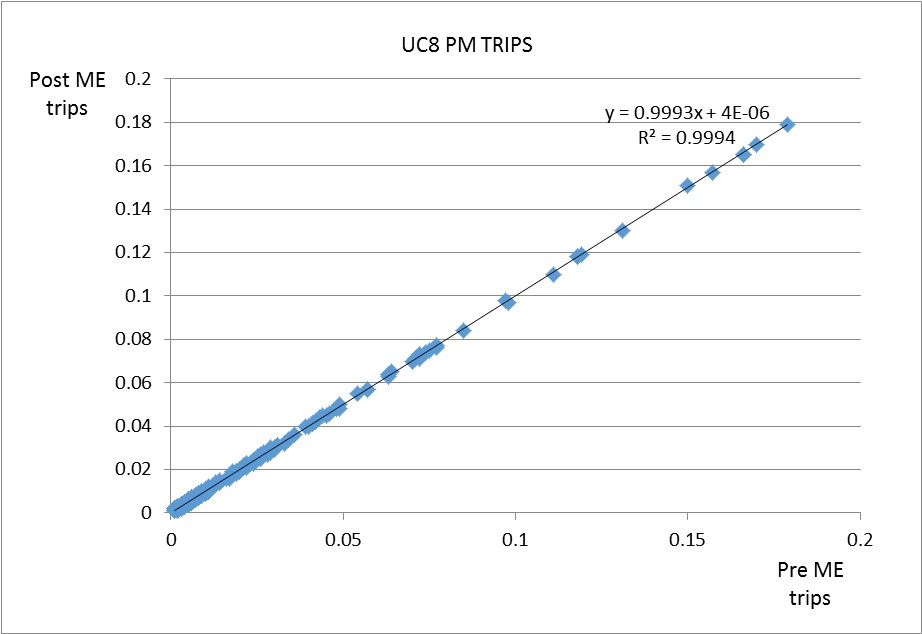 UC8 PM TRIPS
Post ME
trips
0.2
0.18
0.16
0.14
0.12
0.1
0.08
0.06
0.04
0.02
0
y = 0.9993x + 4E-06
R² = 0.9994
0
0.05
0.1
0.15
0.2
Pre ME
trips